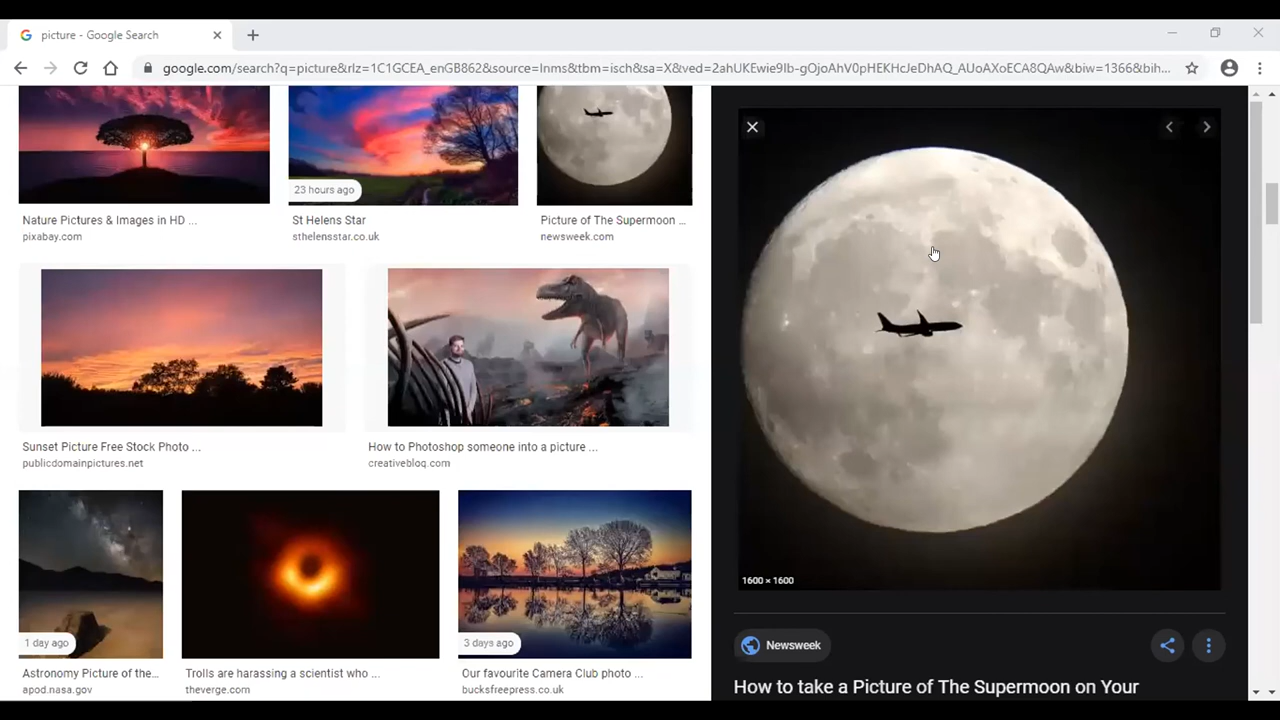 picture - Google Search
google.com/search?q=picture&rlz=1C1GCEA_enGB862&source=lnms&tbm=isch&sa=X&ved=2ahUKEwie9Ib-gOjoAhV0pHEKHcJeDhAQ_AUoAXoECA8QAw&biw=1366&bih...
23 hours ago
Nature Pictures & Images in HD ...
pixabay.com
St Helens Star
sthelensstar.co.uk
Picture of The Supermoon ...
newsweek.com
Sunset Picture Free Stock Photo ...
publicdomainpictures.net
How to Photoshop someone into a picture ...
creativebloq.com
1600 × 1600
1 day ago
3 days ago
Astronomy Picture of the...
apod.nasa.gov
Trolls are harassing a scientist who ...
theverge.com
Our favourite Camera Club photo ...
bucksfreepress.co.uk
Newsweek
How to take a Picture of The Supermoon on Your